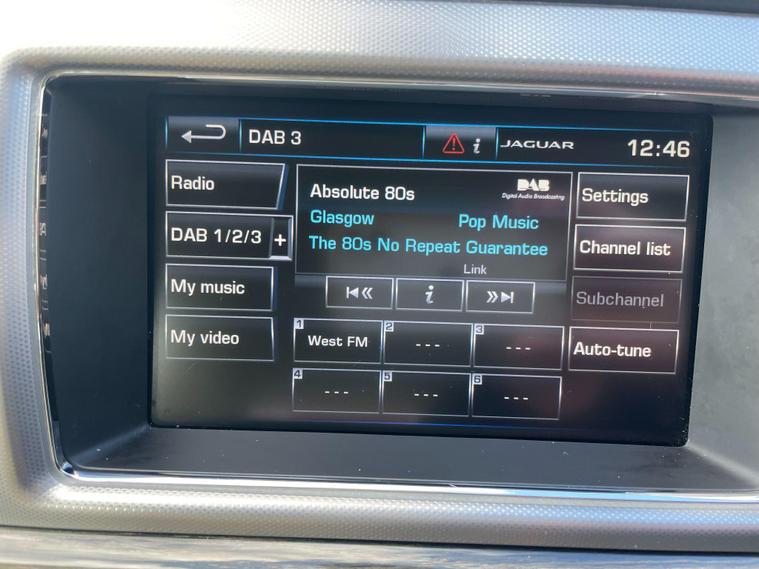 DAB 3
i
JAGUAR
12:46
Radio
Absolute 80s
DAB
Digital Audio Broadcasting
Settings
Glasgow
Pop Music
DAB 1/2/3 +
The 80s No Repeat Guarantee
Channel list
Link
My music
i
Subchannel
1 West FM
2 ---
3 ---
My video
Auto-tune
4 ---
5 ---
6 ---